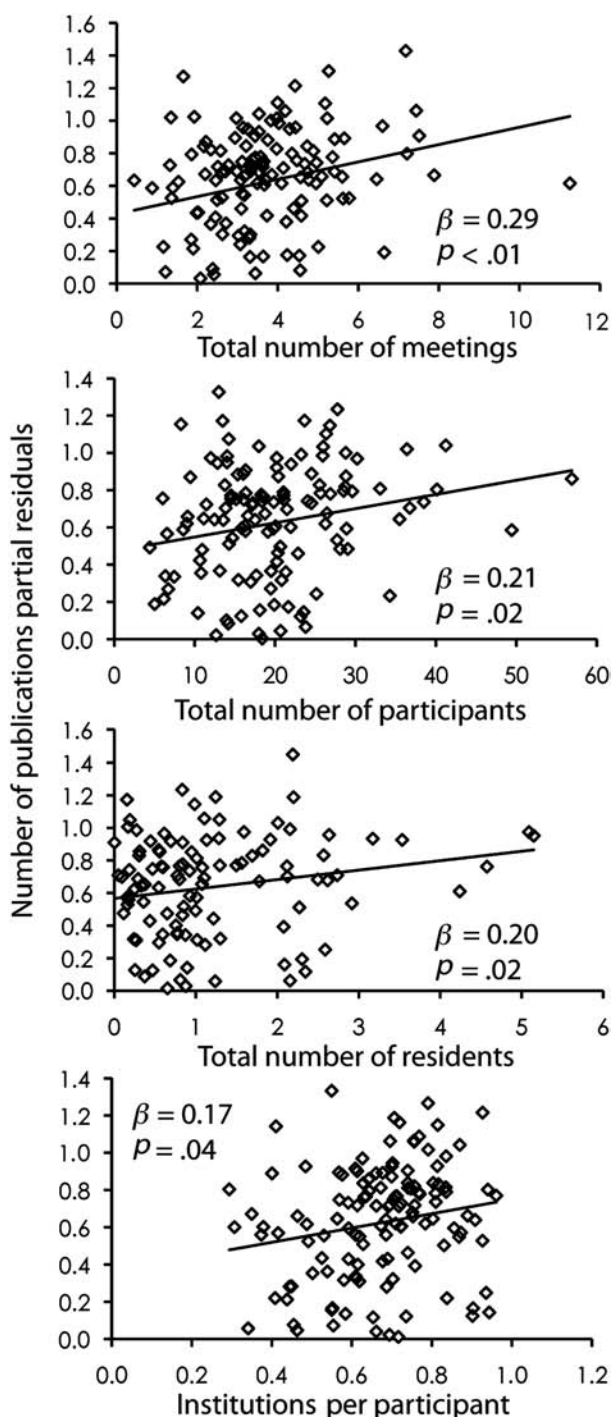 Number of publications partial residuals
1.6
1.4
1.2
1.0
0.8
0.6
0.4
0.2
0.0
β = 0.29
p < .01
0 2 4 6 8 10 12
Total number of meetings
1.4
1.2
1.0
0.8
0.6
0.4
0.2
0.0
β = 0.21
p = .02
0 10 20 30 40 50 60
Total number of participants
1.6
1.4
1.2
1.0
0.8
0.6
0.4
0.2
0.0
β = 0.20
p = .02
0 1 2 3 4 5 6
Total number of residents
1.4
1.2
1.0
0.8
0.6
0.4
0.2
0.0
β = 0.17
p = .04
0.0 0.2 0.4 0.6 0.8 1.0 1.2
Institutions per participant